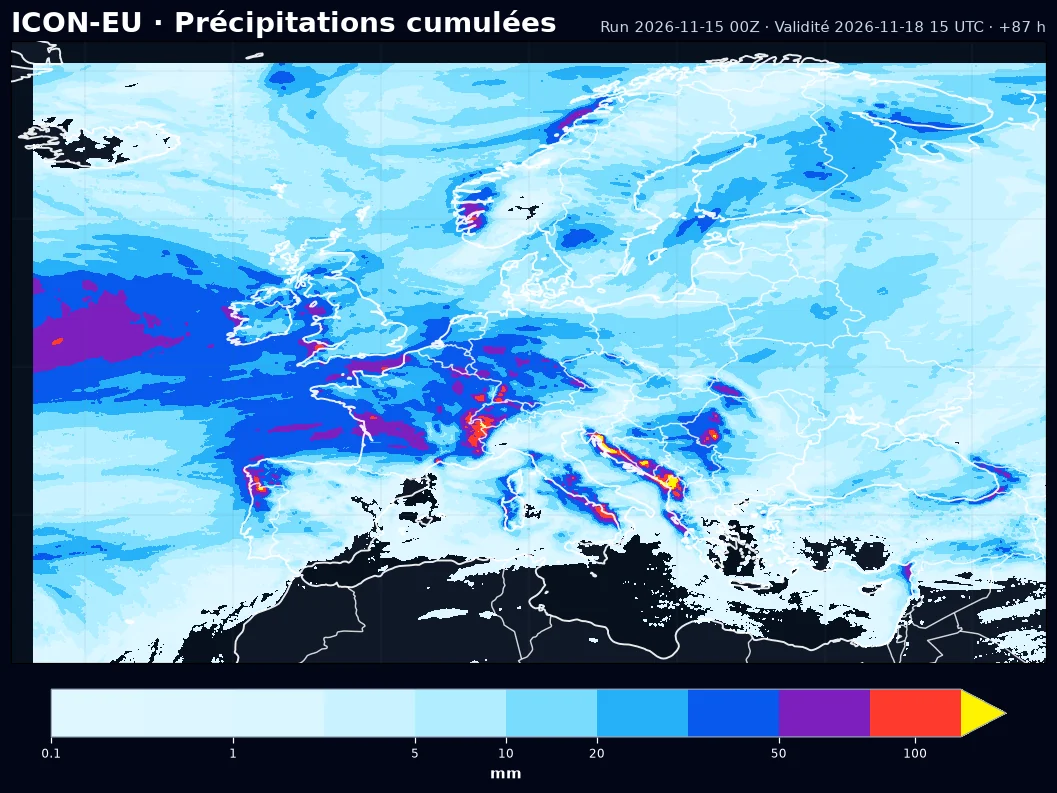 ICON-EU · Précipitations cumulées
Run 2026-11-15 00Z · Validité 2026-11-18 15 UTC · +87 h
0.1 1 5 10 20 50 100
mm